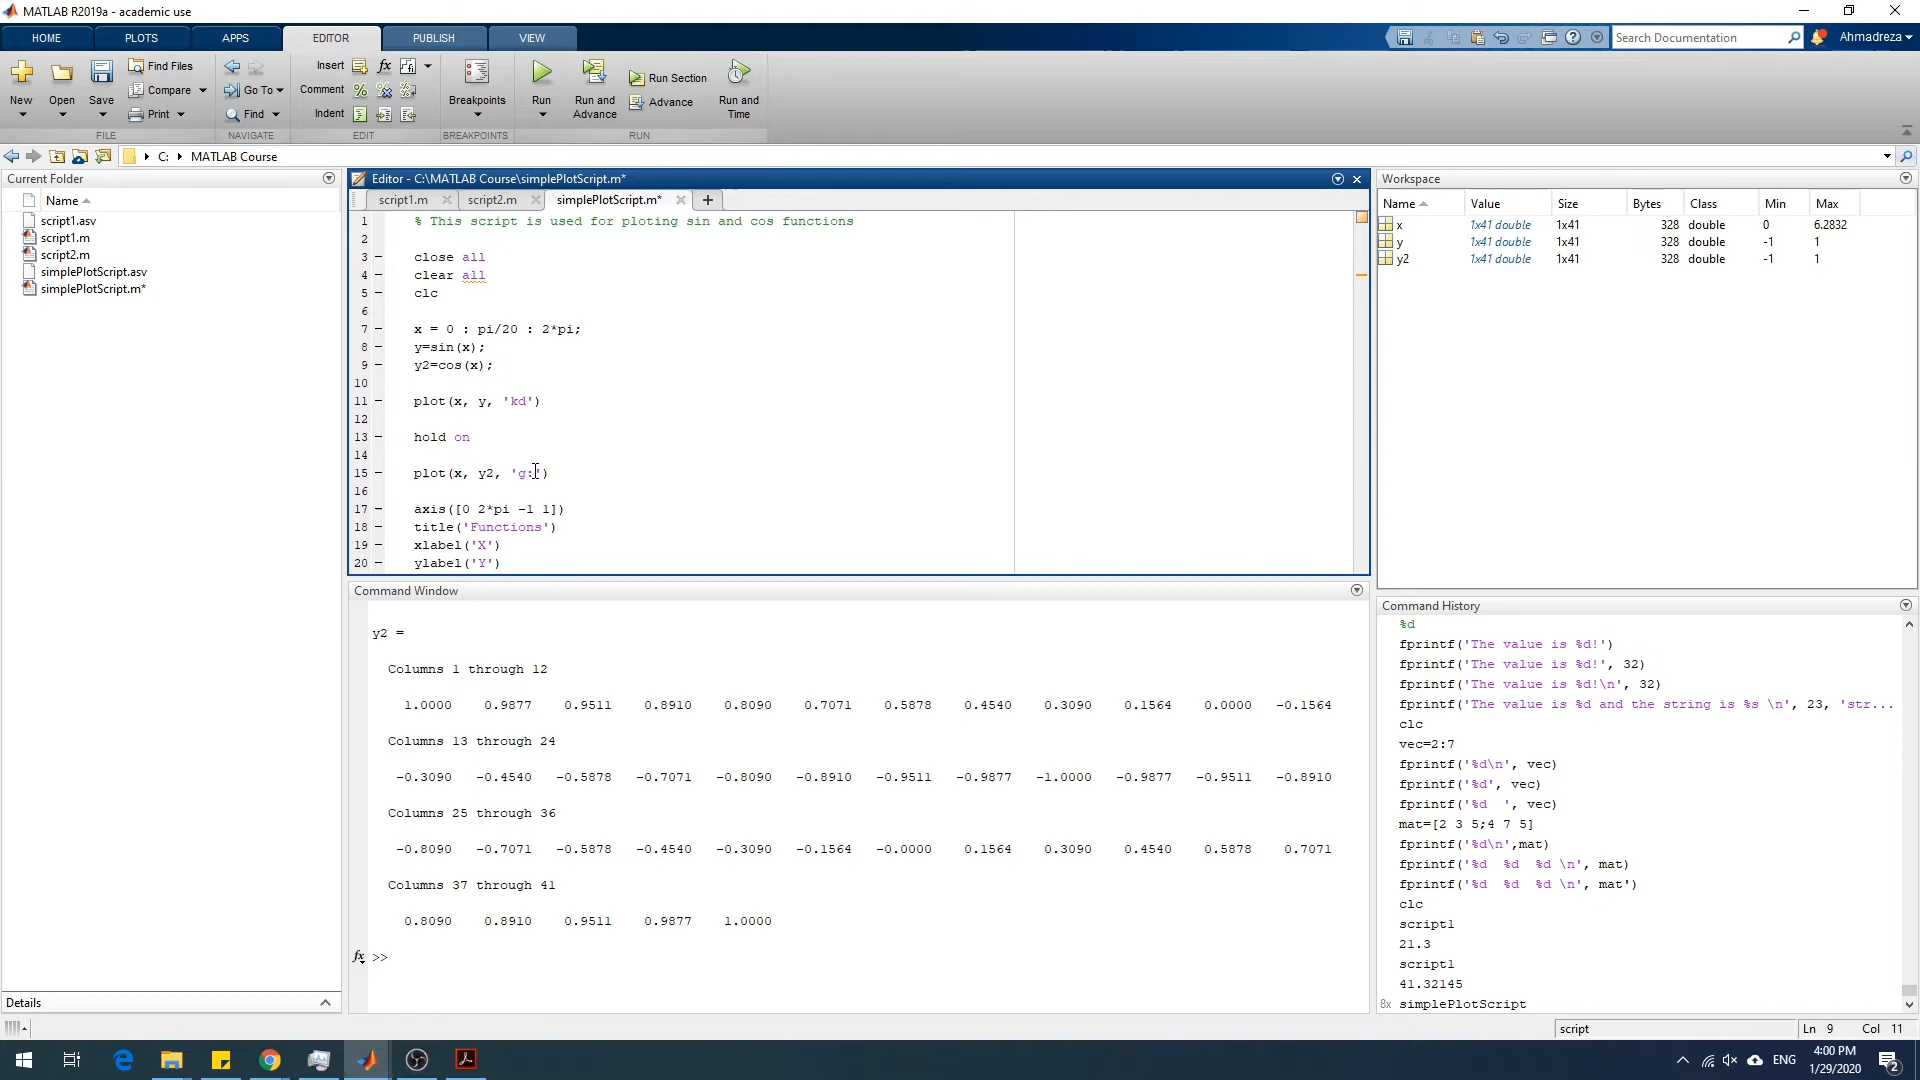 MATLAB R2019a - academic use
HOME PLOTS APPS EDITOR PUBLISH VIEW
Search Documentation
Ahmadreza
New
Open
Save
Find Files
Compare
Print
FILE
Go To
Find
NAVIGATE
Insert
Comment
Indent
EDIT
Breakpoints
BREAKPOINTS
Run
Run and Advance
Run Section
Advance
Run and Time
RUN
C: MATLAB Course
Current Folder
Name
script1.asv
script1.m
script2.m
simplePlotScript.asv
simplePlotScript.m*
Details
Editor - C:\MATLAB Course\simplePlotScript.m*
script1.m script2.m simplePlotScript.m*
1 % This script is used for ploting sin and cos functions
2
3 – close all
4 – clear all
5 – clc
6
7 – x = 0 : pi/20 : 2*pi;
8 – y=sin(x);
9 – y2=cos(x);
10
11 – plot(x, y, 'kd')
12
13 – hold on
14
15 – plot(x, y2, 'g:')
16
17 – axis([0 2*pi -1 1])
18 – title('Functions')
19 – xlabel('X')
20 – ylabel('Y')
Command Window
y2 =
Columns 1 through 12
1.0000 0.9877 0.9511 0.8910 0.8090 0.7071 0.5878 0.4540 0.3090 0.1564 0.0000 -0.1564
Columns 13 through 24
-0.3090 -0.4540 -0.5878 -0.7071 -0.8090 -0.8910 -0.9511 -0.9877 -1.0000 -0.9877 -0.9511 -0.8910
Columns 25 through 36
-0.8090 -0.7071 -0.5878 -0.4540 -0.3090 -0.1564 -0.0000 0.1564 0.3090 0.4540 0.5878 0.7071
Columns 37 through 41
0.8090 0.8910 0.9511 0.9877 1.0000
fx >>
Workspace
Name Value Size Bytes Class Min Max
x 1x41 double 1x41 328 double 0 6.2832
y 1x41 double 1x41 328 double -1 1
y2 1x41 double 1x41 328 double -1 1
Command History
%d
fprintf('The value is %d!')
fprintf('The value is %d!', 32)
fprintf('The value is %d!\n', 32)
fprintf('The value is %d and the string is %s \n', 23, 'str...
clc
vec=2:7
fprintf('%d\n', vec)
fprintf('%d', vec)
fprintf('%d  ', vec)
mat=[2 3 5;4 7 5]
fprintf('%d\n',mat)
fprintf('%d  %d  %d \n', mat)
fprintf('%d  %d  %d \n', mat')
clc
script1
21.3
script1
41.32145
8x simplePlotScript
script
Ln 9 Col 11
ENG
4:00 PM
1/29/2020
2